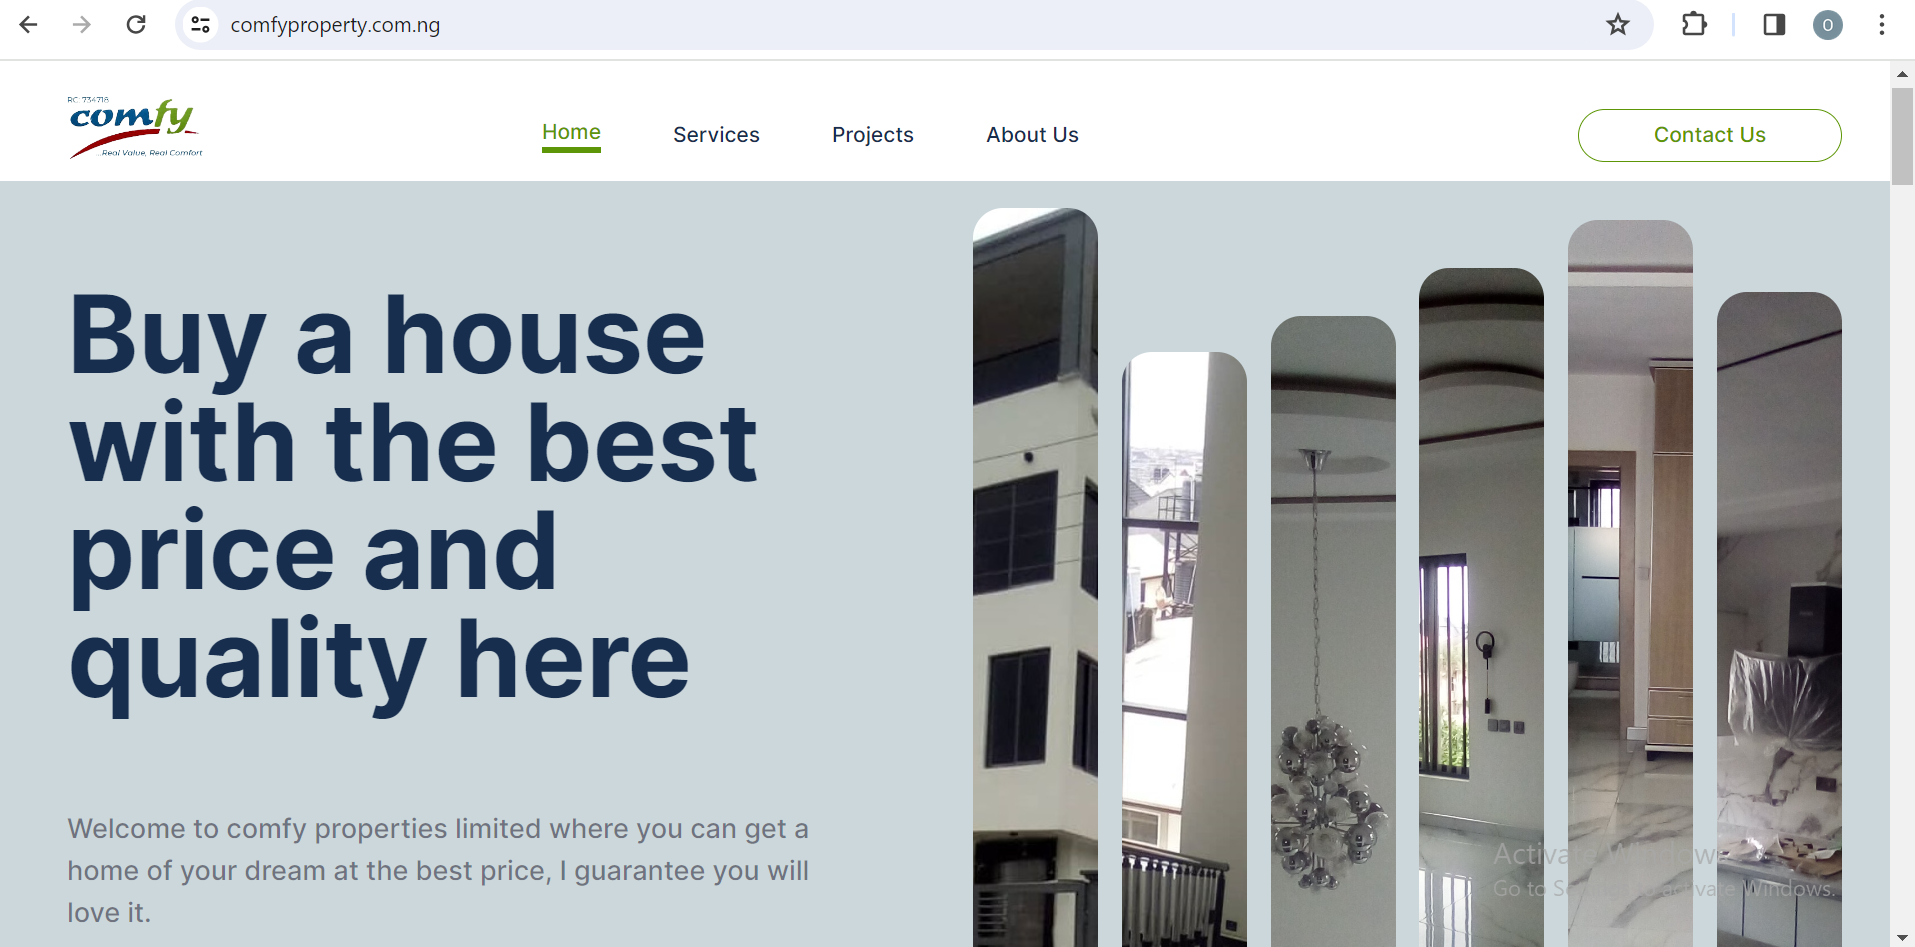 comfyproperty.com.ng
O
RC: 734718
comfy
...Real Value, Real Comfort
Home
Services
Projects
About Us
Contact Us
Buy a house
with the best
price and
quality here
Welcome to comfy properties limited where you can get a
home of your dream at the best price, I guarantee you will
love it.
Activate Windows
Go to Settings to activate Windows.